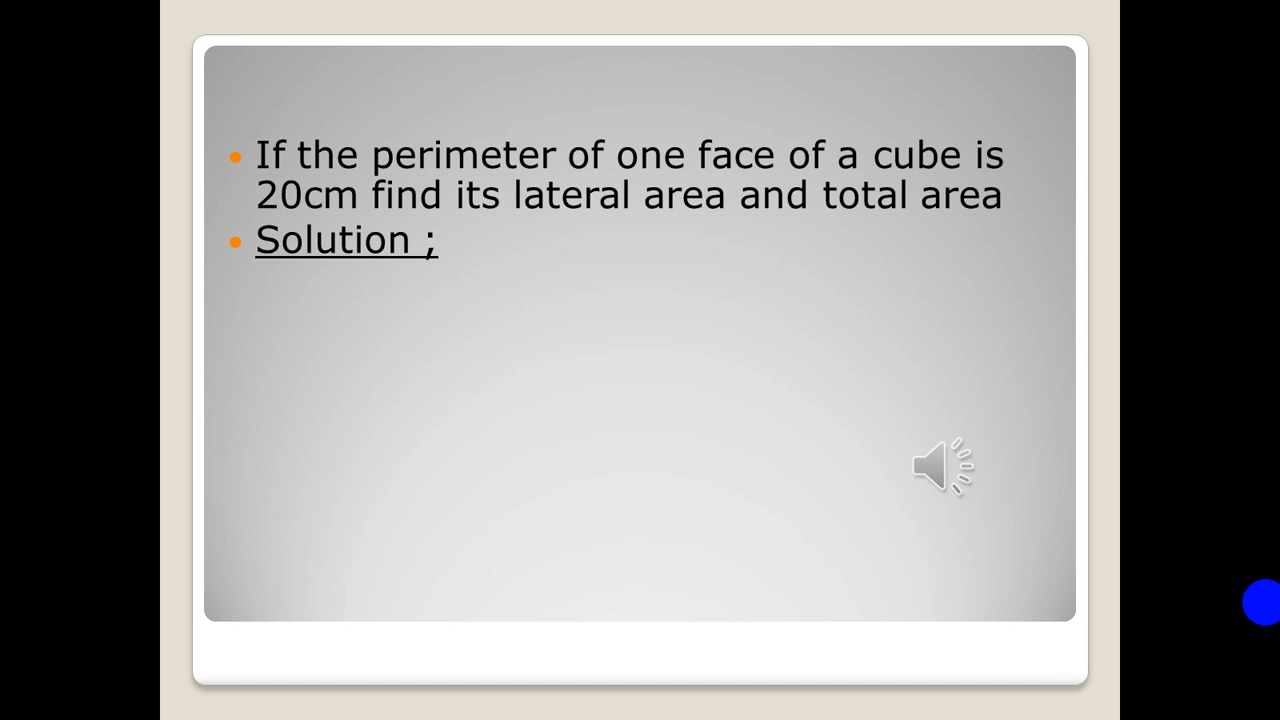 If the perimeter of one face of a cube is
20cm find its lateral area and total area
Solution ;